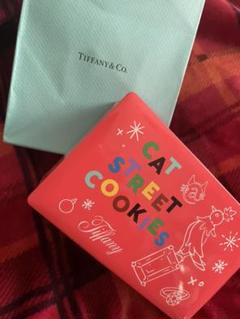 TIFFANY & CO.
CAT
STREET
COOKIES
Tiffany